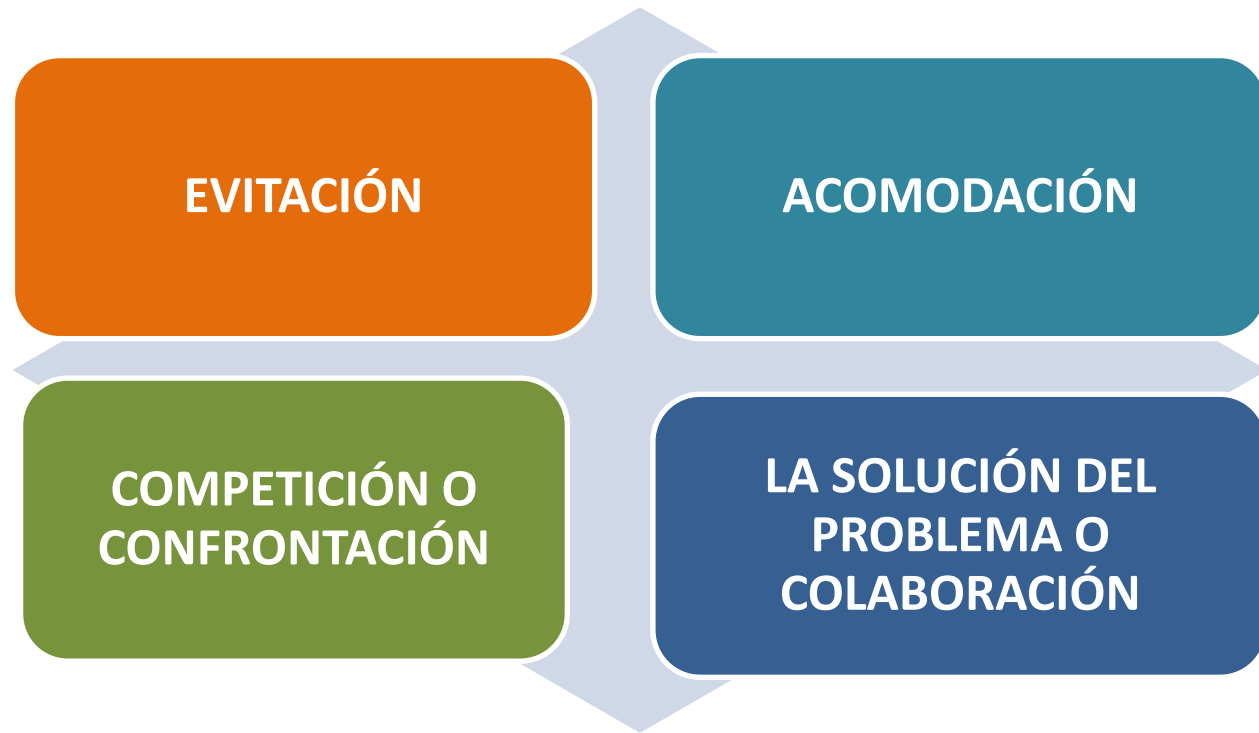 EVITACIÓN
ACOMODACIÓN
COMPETICIÓN O
CONFRONTACIÓN
LA SOLUCIÓN DEL
PROBLEMA O
COLABORACIÓN